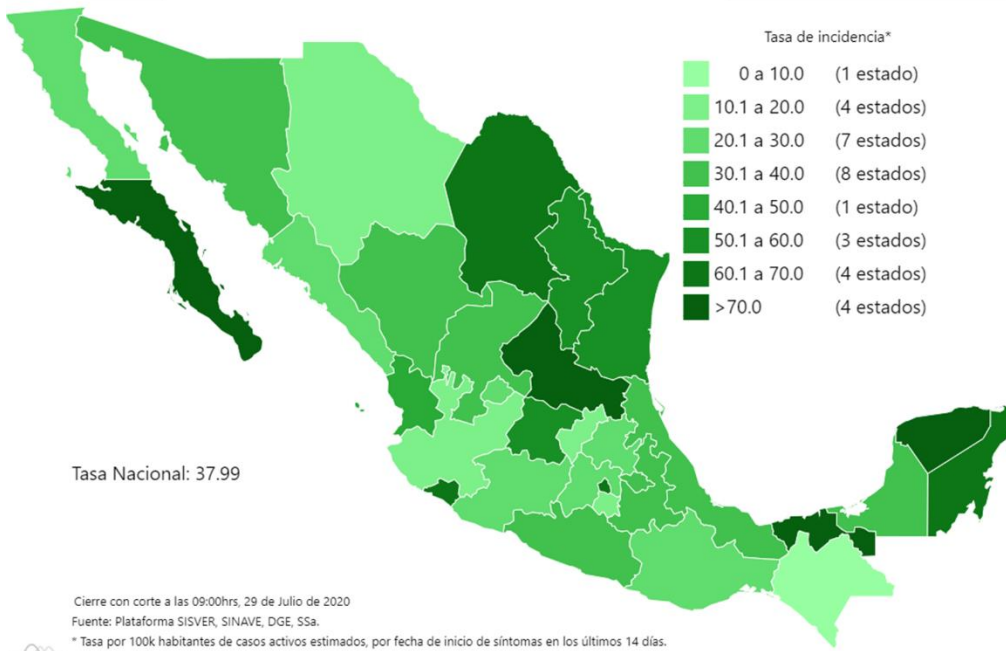 Tasa de incidencia*
0 a 10.0 (1 estado)
10.1 a 20.0 (4 estados)
20.1 a 30.0 (7 estados)
30.1 a 40.0 (8 estados)
40.1 a 50.0 (1 estado)
50.1 a 60.0 (3 estados)
60.1 a 70.0 (4 estados)
>70.0 (4 estados)
Tasa Nacional: 37.99
Cierre con corte a las 09:00hrs, 29 de Julio de 2020
Fuente: Plataforma SISVER, SINAVE, DGE, SSa.
* Tasa por 100k habitantes de casos activos estimados, por fecha de inicio de síntomas en los últimos 14 días.